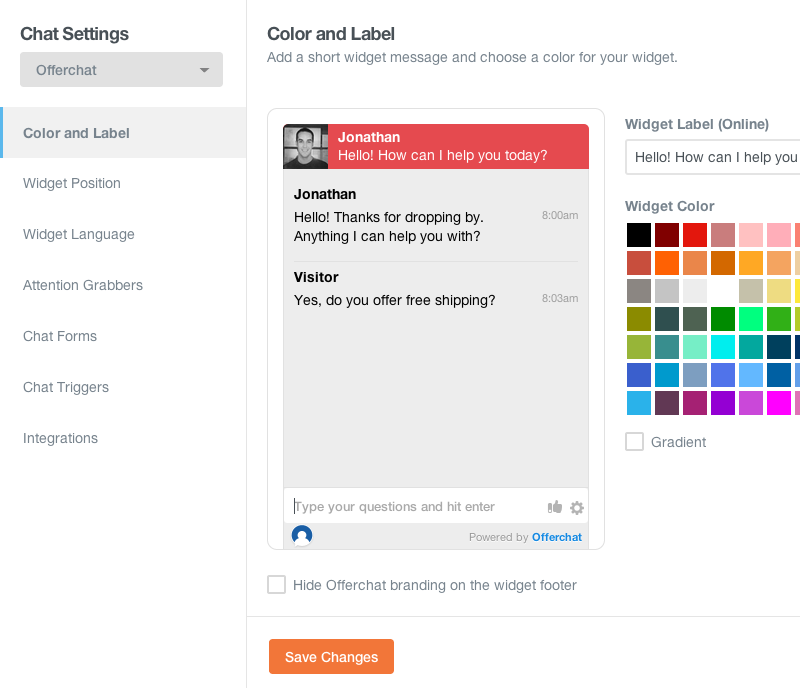 Chat Settings
Offerchat
Color and Label
Widget Position
Widget Language
Attention Grabbers
Chat Forms
Chat Triggers
Integrations
Color and Label
Add a short widget message and choose a color for your widget.
Jonathan
Hello! How can I help you today?
Jonathan
Hello! Thanks for dropping by. 8:00am
Anything I can help you with?
Visitor
Yes, do you offer free shipping? 8:03am
Type your questions and hit enter
Powered by Offerchat
Hide Offerchat branding on the widget footer
Save Changes
Widget Label (Online)
Hello! How can I help you
Widget Color
Gradient